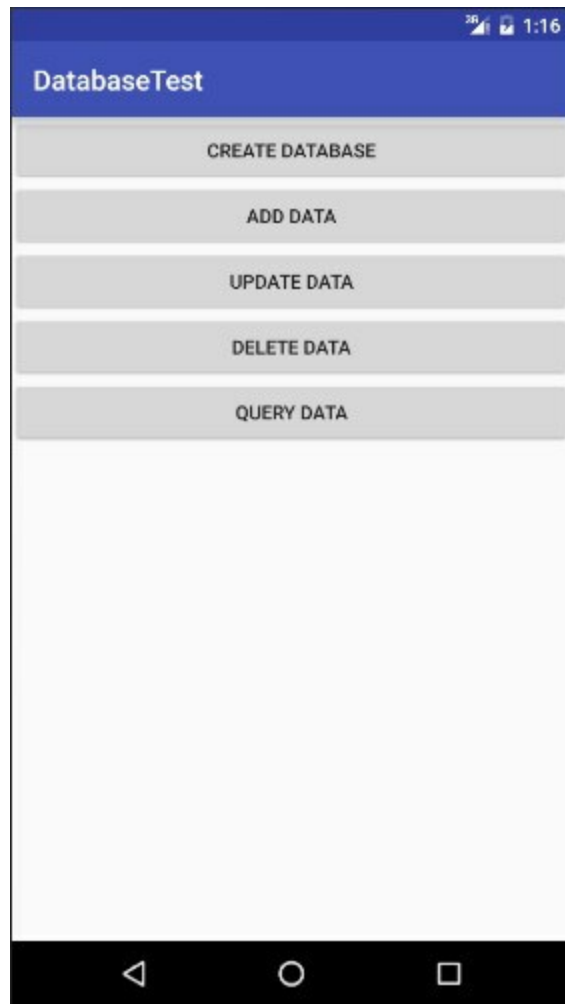 1:16
DatabaseTest
CREATE DATABASE
ADD DATA
UPDATE DATA
DELETE DATA
QUERY DATA